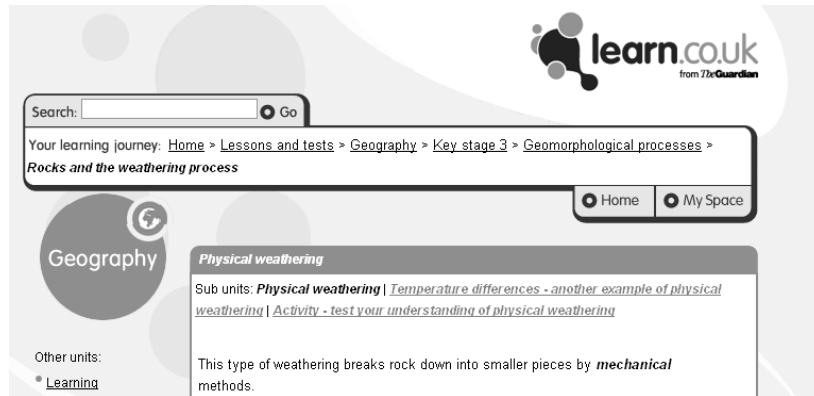 learn.co.uk
from TheGuardian
Search:
Go
Your learning journey: Home > Lessons and tests > Geography > Key stage 3 > Geomorphological processes >
Rocks and the weathering process
Home
My Space
Geography
Physical weathering
Sub units: Physical weathering | Temperature differences - another example of physical
weathering | Activity - test your understanding of physical weathering
Other units:
Learning
This type of weathering breaks rock down into smaller pieces by mechanical
methods.